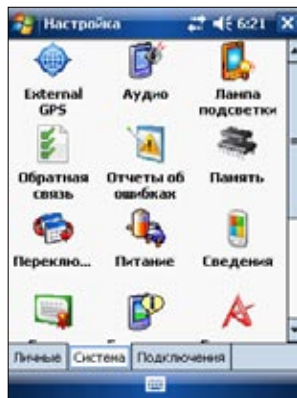 Настройка 6:21
External GPS
Аудио
Лампа подсветки
Обратная связь
Отчеты об ошибках
Память
Переклю...
Питание
Сведения
Личные Система Подключения